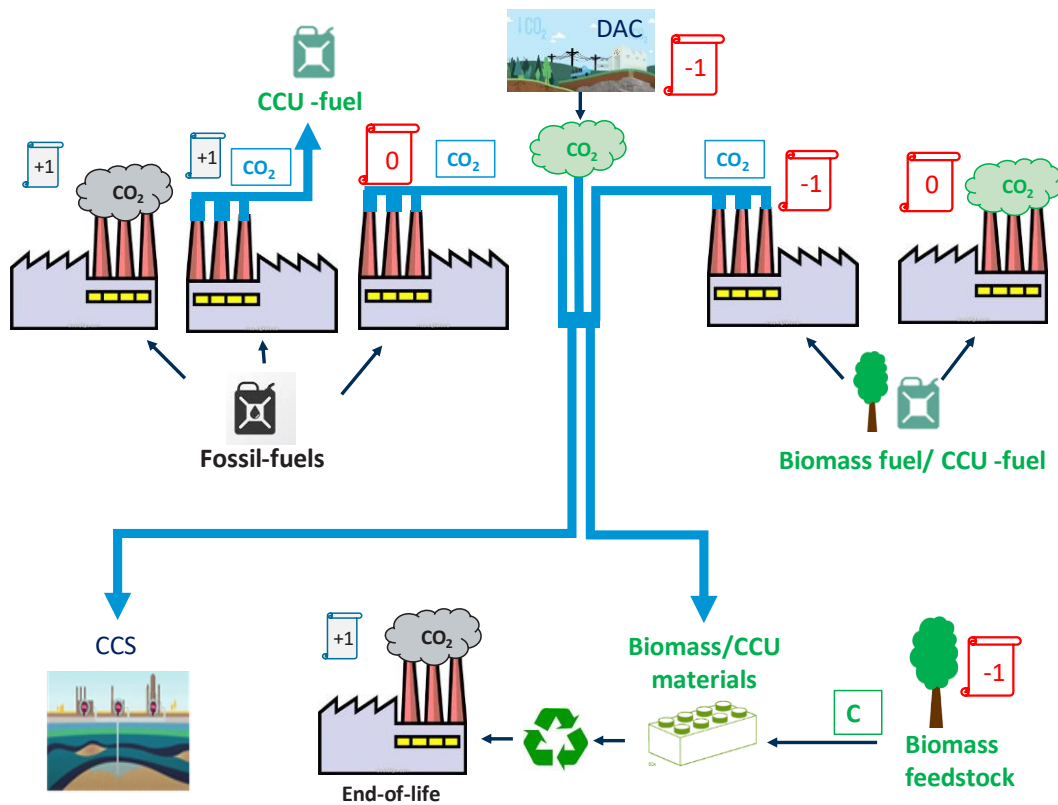 CO₂
DAC
-1
CCU -fuel
+1
CO₂
+1
CO₂
0
CO₂
CO₂
CO₂
-1
0
CO₂
Fossil-fuels
Biomass fuel/ CCU -fuel
CCS
+1
CO₂
Biomass/CCU
materials
C
-1
Biomass
feedstock
End-of-life